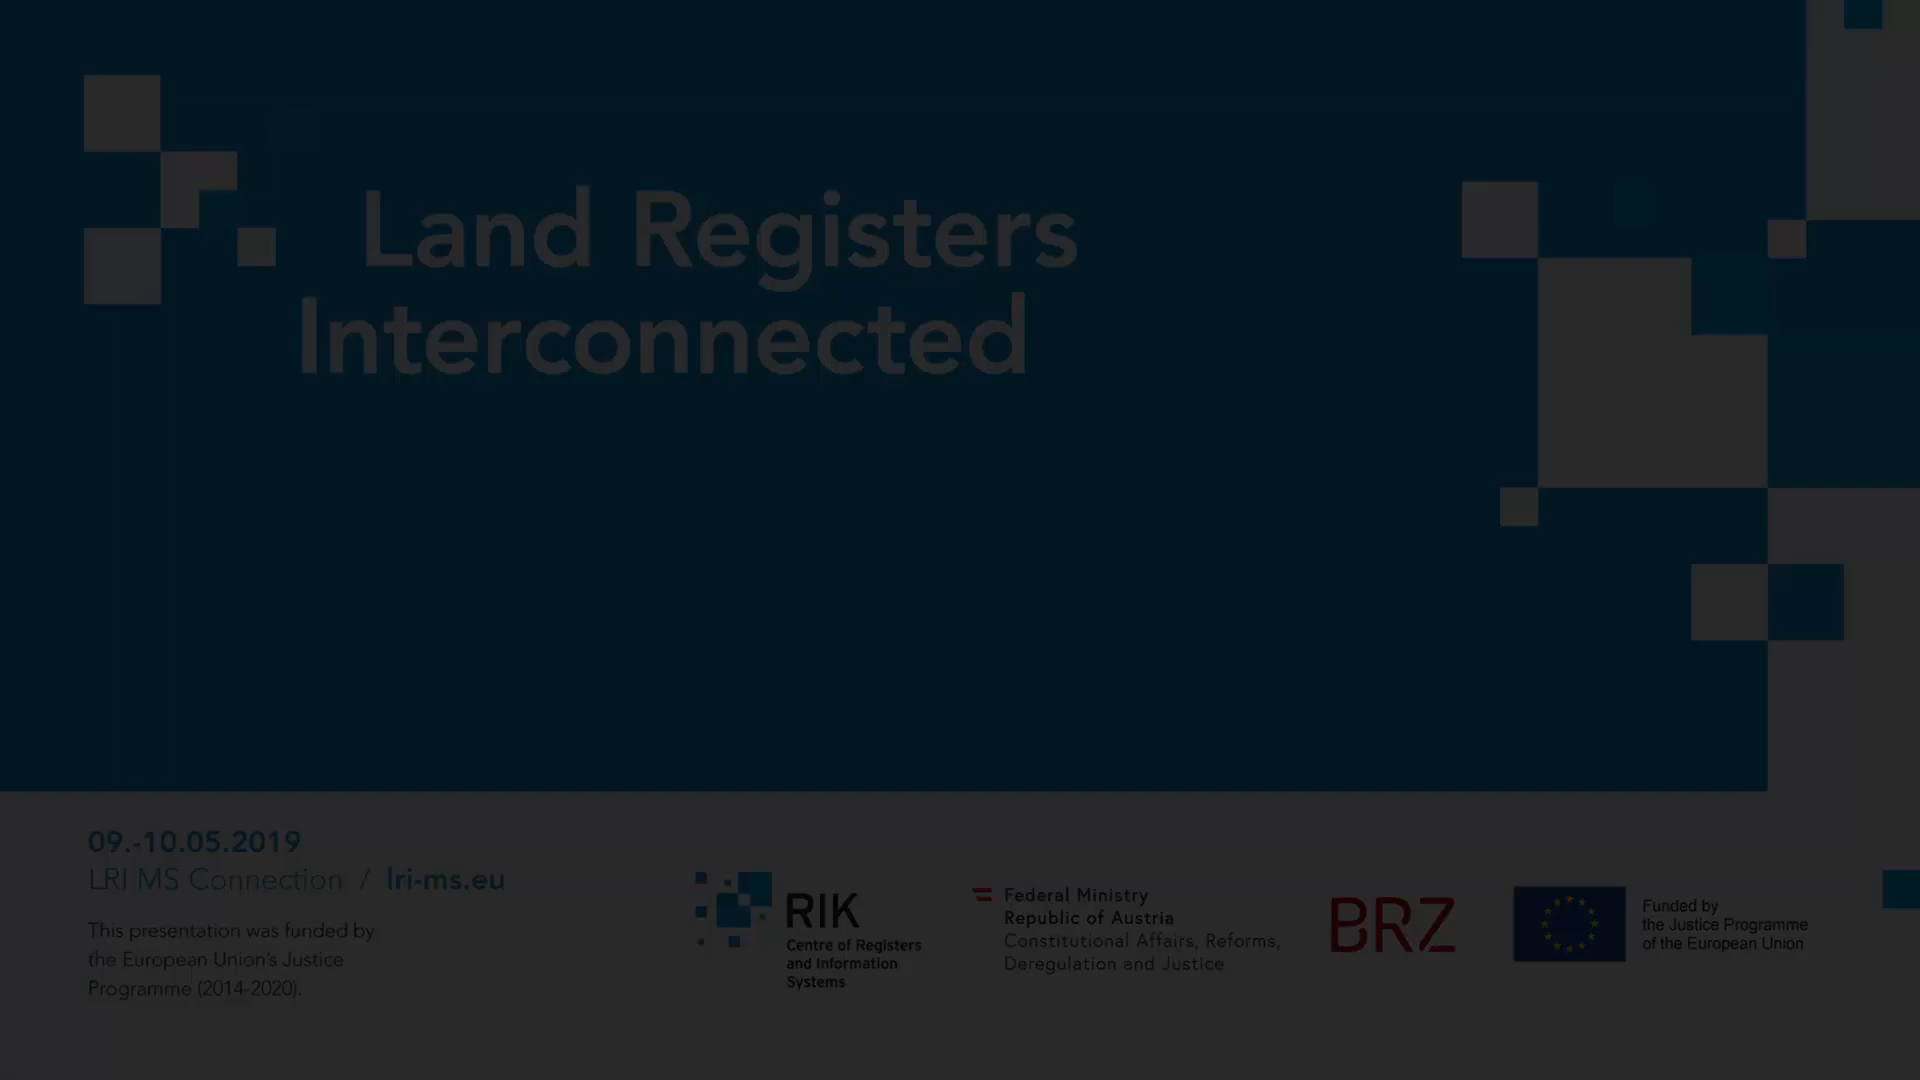 Land Registers
Interconnected
09.-10.05.2019
LRI MS Connection / lri-ms.eu
This presentation was funded by
the European Union's Justice
Programme (2014-2020).
RIK
Centre of Registers
and Information
Systems
Federal Ministry
Republic of Austria
Constitutional Affairs, Reforms,
Deregulation and Justice
BRZ
Funded by
the Justice Programme
of the European Union